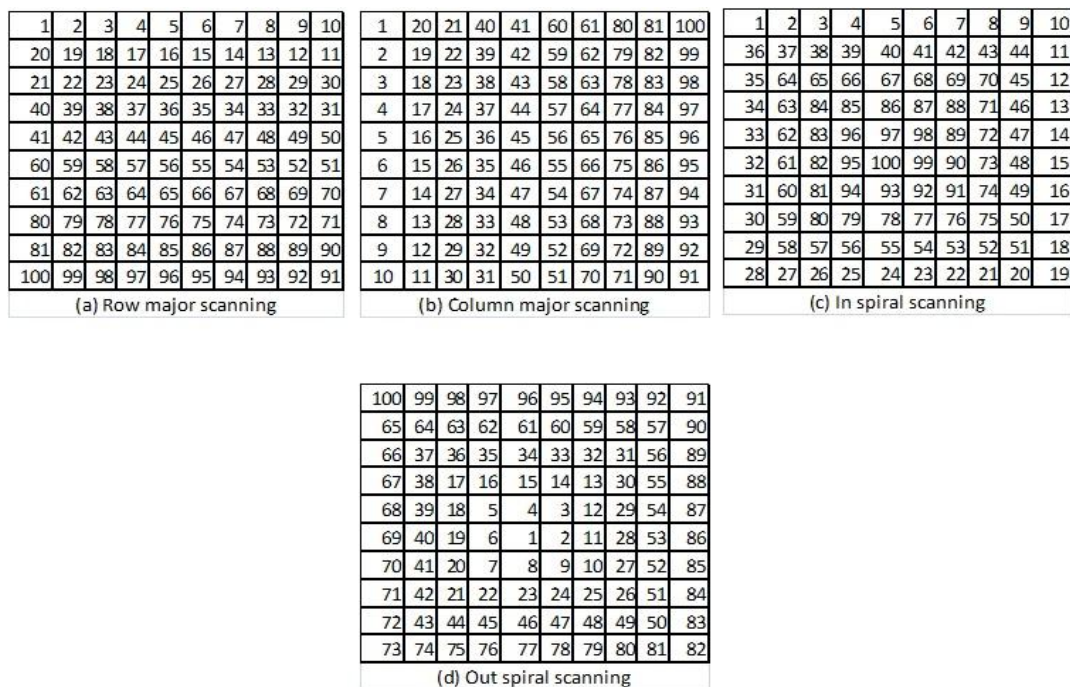 1 2 3 4 5 6 7 8 9 10
20 19 18 17 16 15 14 13 12 11
21 22 23 24 25 26 27 28 29 30
40 39 38 37 36 35 34 33 32 31
41 42 43 44 45 46 47 48 49 50
60 59 58 57 56 55 54 53 52 51
61 62 63 64 65 66 67 68 69 70
80 79 78 77 76 75 74 73 72 71
81 82 83 84 85 86 87 88 89 90
100 99 98 97 96 95 94 93 92 91
(a) Row major scanning
1 20 21 40 41 60 61 80 81 100
2 19 22 39 42 59 62 79 82 99
3 18 23 38 43 58 63 78 83 98
4 17 24 37 44 57 64 77 84 97
5 16 25 36 45 56 65 76 85 96
6 15 26 35 46 55 66 75 86 95
7 14 27 34 47 54 67 74 87 94
8 13 28 33 48 53 68 73 88 93
9 12 29 32 49 52 69 72 89 92
10 11 30 31 50 51 70 71 90 91
(b) Column major scanning
1 2 3 4 5 6 7 8 9 10
36 37 38 39 40 41 42 43 44 11
35 64 65 66 67 68 69 70 45 12
34 63 84 85 86 87 88 71 46 13
33 62 83 96 97 98 89 72 47 14
32 61 82 95 100 99 90 73 48 15
31 60 81 94 93 92 91 74 49 16
30 59 80 79 78 77 76 75 50 17
29 58 57 56 55 54 53 52 51 18
28 27 26 25 24 23 22 21 20 19
(c) In spiral scanning
100 99 98 97 96 95 94 93 92 91
65 64 63 62 61 60 59 58 57 90
66 37 36 35 34 33 32 31 56 89
67 38 17 16 15 14 13 30 55 88
68 39 18 5 4 3 12 29 54 87
69 40 19 6 1 2 11 28 53 86
70 41 20 7 8 9 10 27 52 85
71 42 21 22 23 24 25 26 51 84
72 43 44 45 46 47 48 49 50 83
73 74 75 76 77 78 79 80 81 82
(d) Out spiral scanning